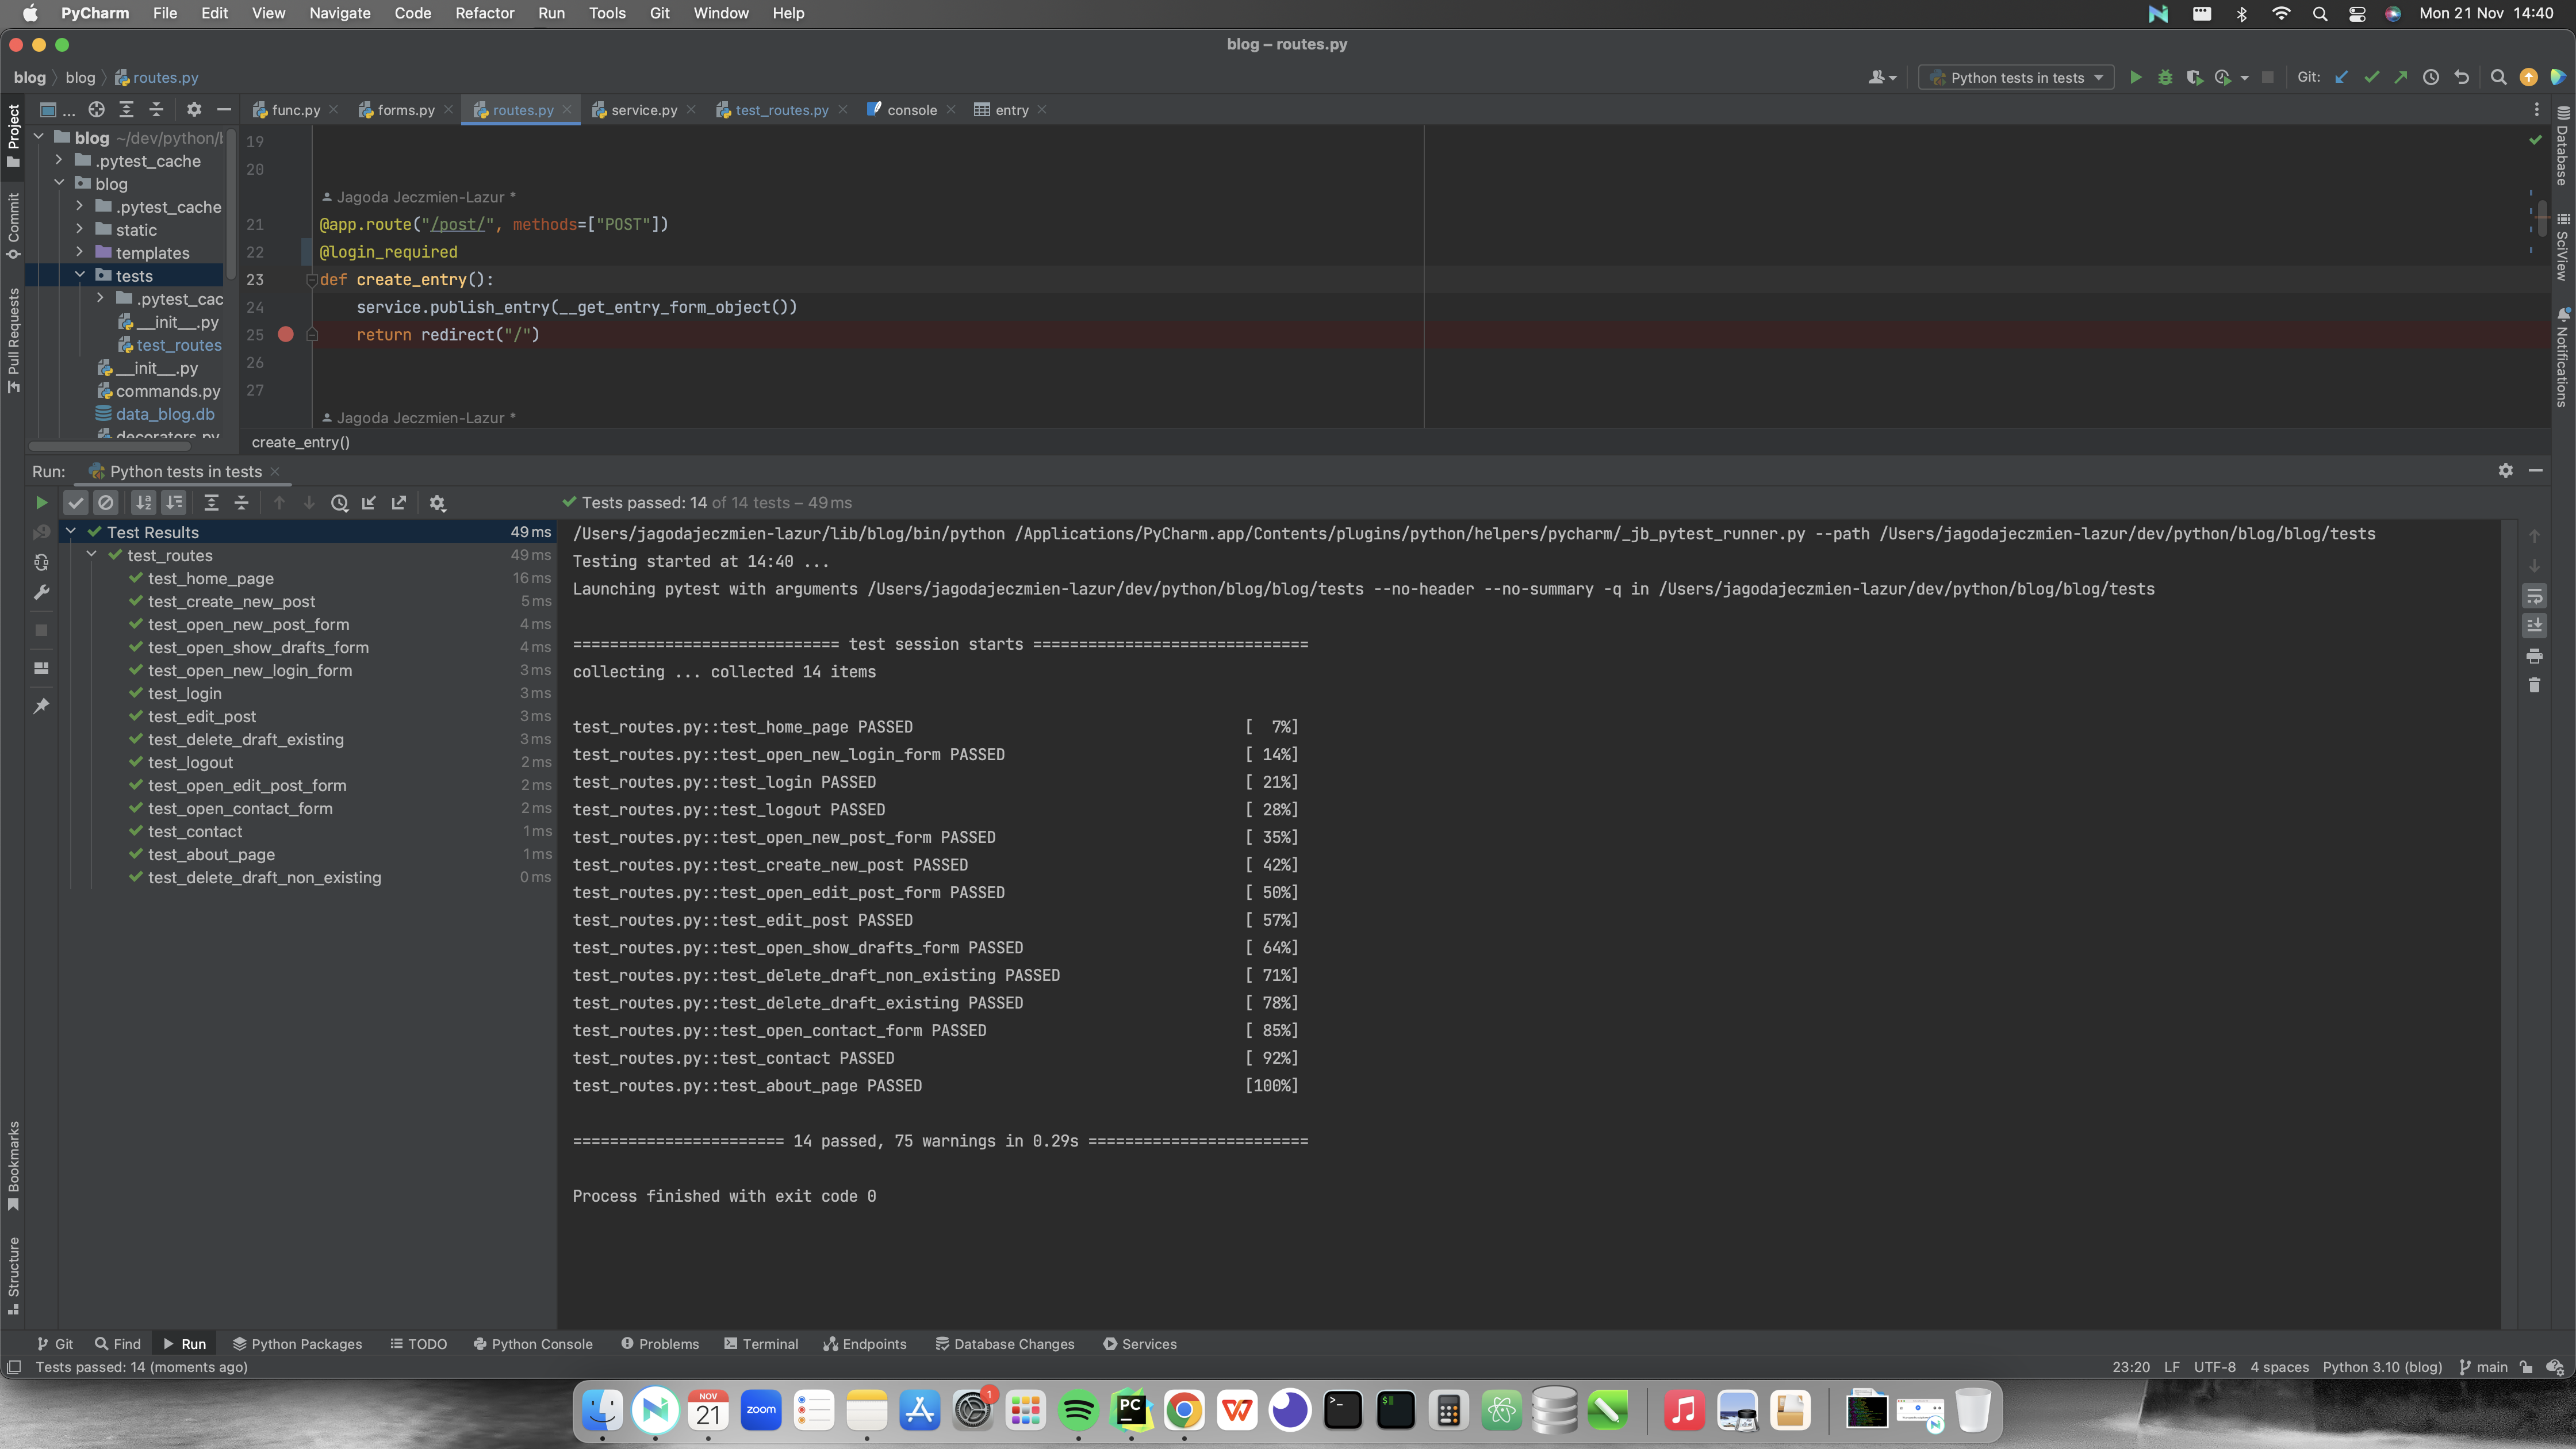 PyCharm File Edit View Navigate Code Refactor Run Tools Git Window Help Mon 21 Nov 14:40
blog – routes.py
blog blog routes.py Python tests in tests Git:
Project
Commit
Pull Requests
Bookmarks
Structure
... func.py forms.py routes.py service.py test_routes.py console entry
blog ~/dev/python/b
.pytest_cache
blog
.pytest_cache
static
templates
tests
.pytest_cac
__init__.py
test_routes
__init__.py
commands.py
data_blog.db
decorators.py
19
20
Jagoda Jeczmien-Lazur *
21 @app.route("/post/", methods=["POST"])
22 @login_required
23 def create_entry():
24 service.publish_entry(__get_entry_form_object())
25 return redirect("/")
26
27
Jagoda Jeczmien-Lazur *
create_entry()
Database
SciView
Notifications
Run: Python tests in tests
Tests passed: 14 of 14 tests – 49 ms
Test Results 49 ms
test_routes 49 ms
test_home_page 16 ms
test_create_new_post 5 ms
test_open_new_post_form 4 ms
test_open_show_drafts_form 4 ms
test_open_new_login_form 3 ms
test_login 3 ms
test_edit_post 3 ms
test_delete_draft_existing 3 ms
test_logout 2 ms
test_open_edit_post_form 2 ms
test_open_contact_form 2 ms
test_contact 1 ms
test_about_page 1 ms
test_delete_draft_non_existing 0 ms
/Users/jagodajeczmien-lazur/lib/blog/bin/python /Applications/PyCharm.app/Contents/plugins/python/helpers/pycharm/_jb_pytest_runner.py --path /Users/jagodajeczmien-lazur/dev/python/blog/blog/tests
Testing started at 14:40 ...
Launching pytest with arguments /Users/jagodajeczmien-lazur/dev/python/blog/blog/tests --no-header --no-summary -q in /Users/jagodajeczmien-lazur/dev/python/blog/blog/tests
============================= test session starts ==============================
collecting ... collected 14 items
test_routes.py::test_home_page PASSED [ 7%]
test_routes.py::test_open_new_login_form PASSED [ 14%]
test_routes.py::test_login PASSED [ 21%]
test_routes.py::test_logout PASSED [ 28%]
test_routes.py::test_open_new_post_form PASSED [ 35%]
test_routes.py::test_create_new_post PASSED [ 42%]
test_routes.py::test_open_edit_post_form PASSED [ 50%]
test_routes.py::test_edit_post PASSED [ 57%]
test_routes.py::test_open_show_drafts_form PASSED [ 64%]
test_routes.py::test_delete_draft_non_existing PASSED [ 71%]
test_routes.py::test_delete_draft_existing PASSED [ 78%]
test_routes.py::test_open_contact_form PASSED [ 85%]
test_routes.py::test_contact PASSED [ 92%]
test_routes.py::test_about_page PASSED [100%]
======================= 14 passed, 75 warnings in 0.29s ========================
Process finished with exit code 0
Git Find Run Python Packages TODO Python Console Problems Terminal Endpoints Database Changes Services
Tests passed: 14 (moments ago) 23:20 LF UTF-8 4 spaces Python 3.10 (blog) main
NOV
21
zoom
1
PC